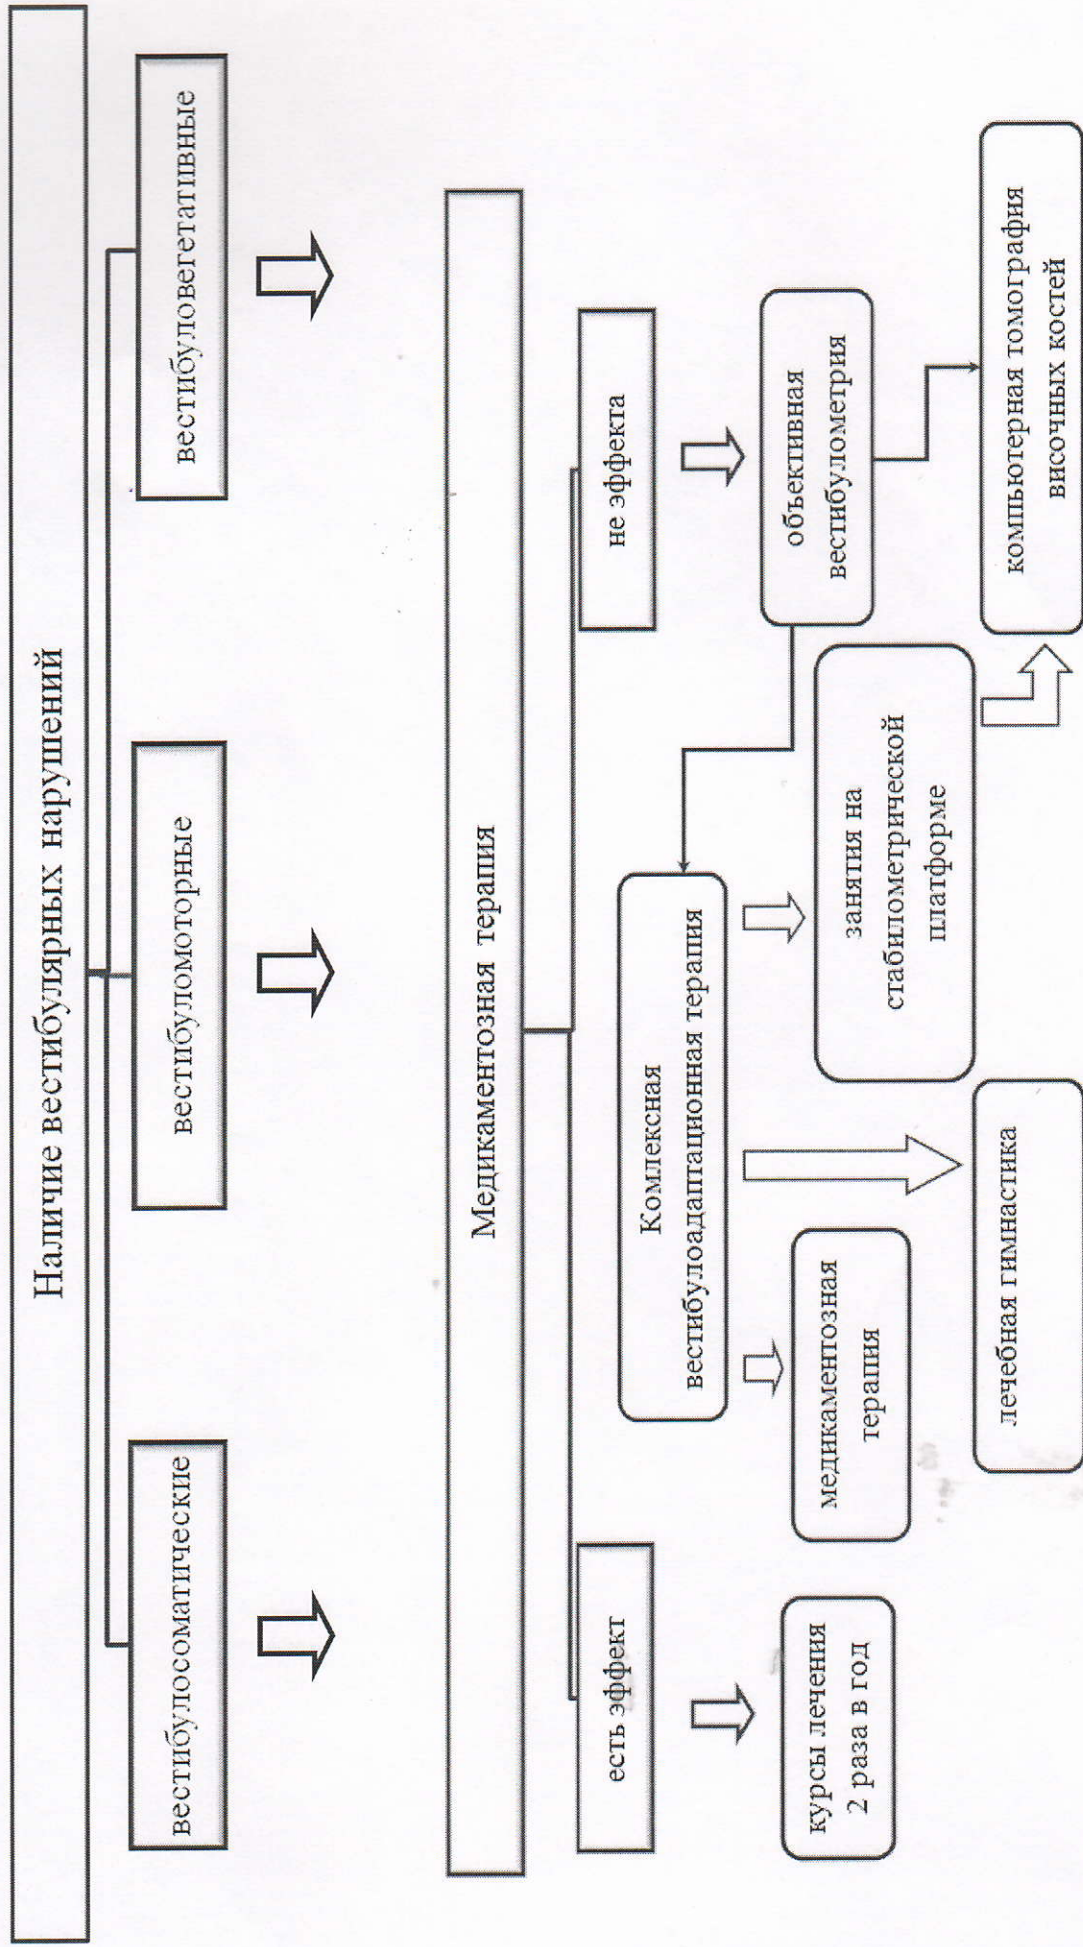 Наличие вестибулярных нарушений
вестибулосоматические
вестибуломоторные
вестибуловегетативные
Медикаментозная терапия
есть эффект
не эффекта
курсы лечения
2 раза в год
Комлексная
вестибулоадаптационная терапия
объективная
вестибулометрия
медикаментозная
терапия
занятия на
стабилометрической
платформе
лечебная гимнастика
компьютерная томография
височных костей